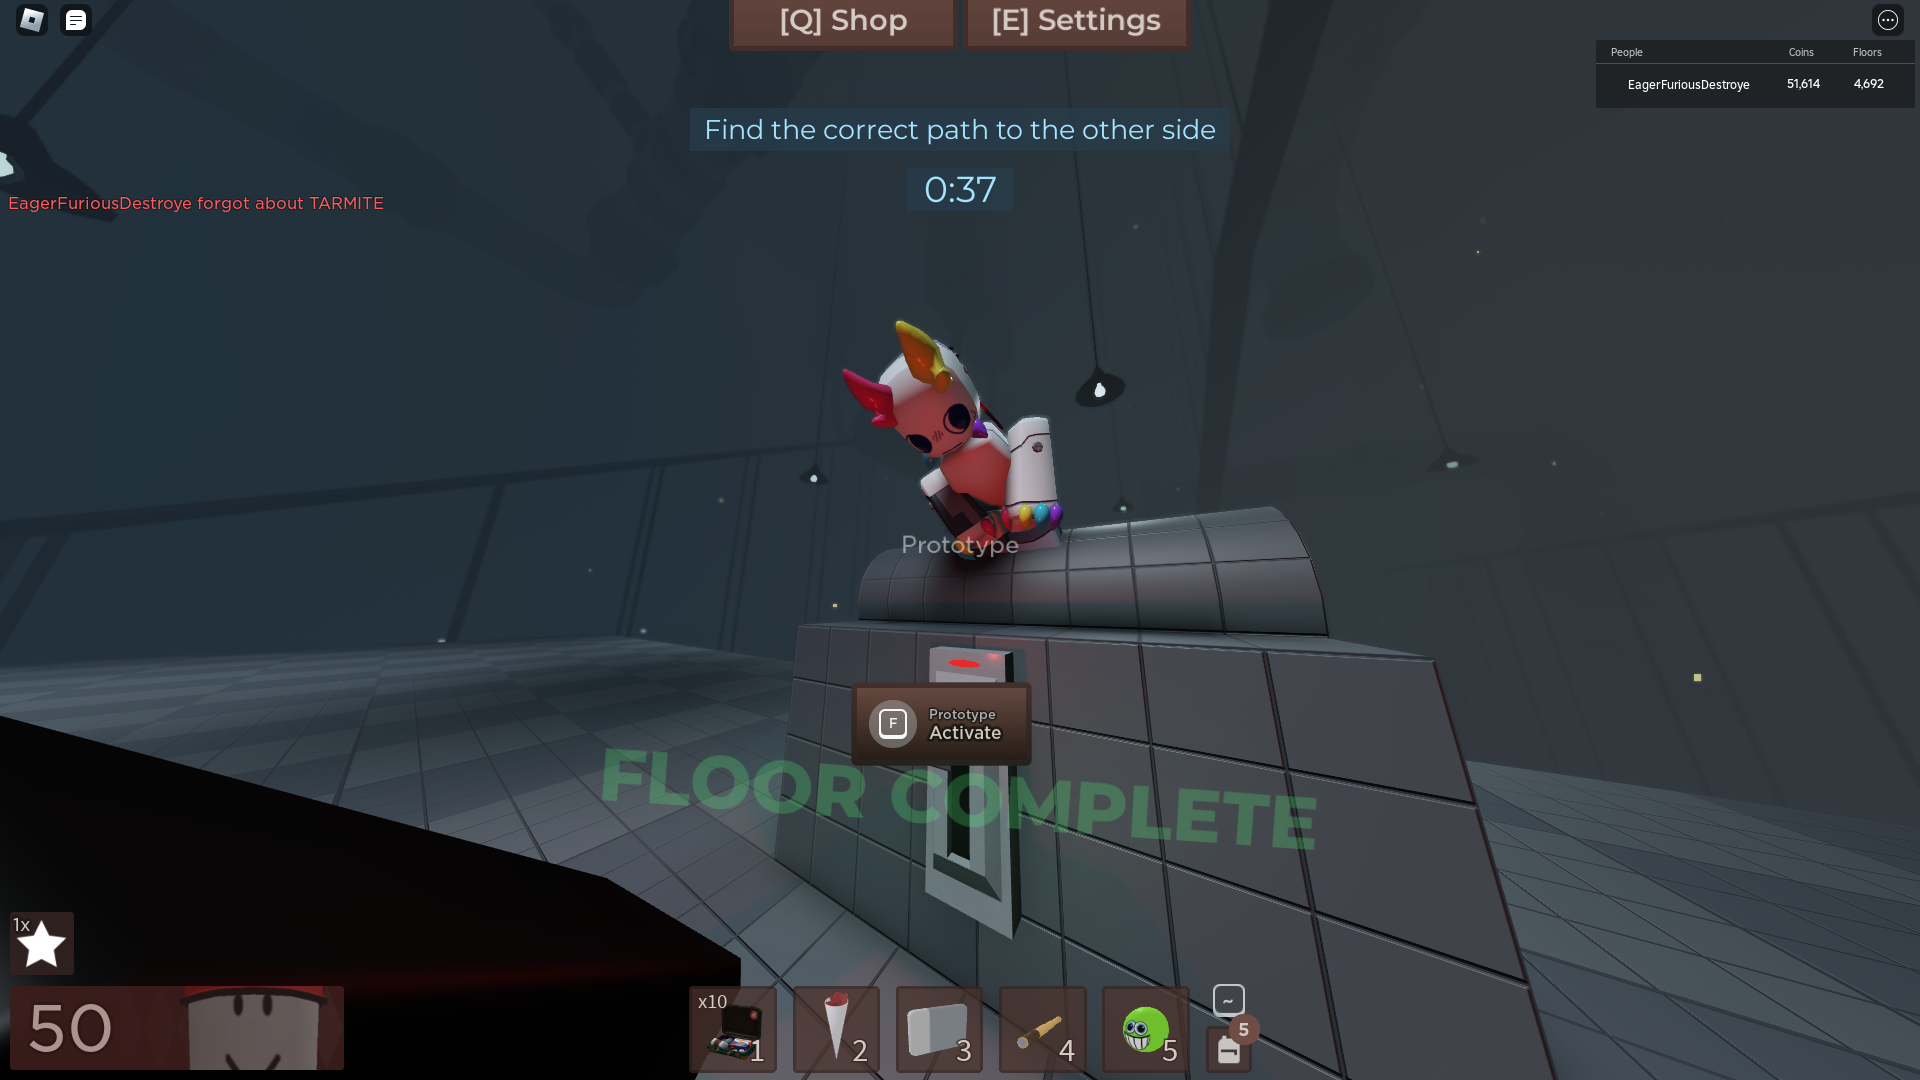 [Q] Shop
[E] Settings
People Coins Floors
EagerFuriousDestroye 51,614 4,692
Find the correct path to the other side
0:37
EagerFuriousDestroye forgot about TARMITE
Prototype
F
Prototype
Activate
FLOOR COMPLETE
1x
50
x10
1
2
3
4
5
~
5